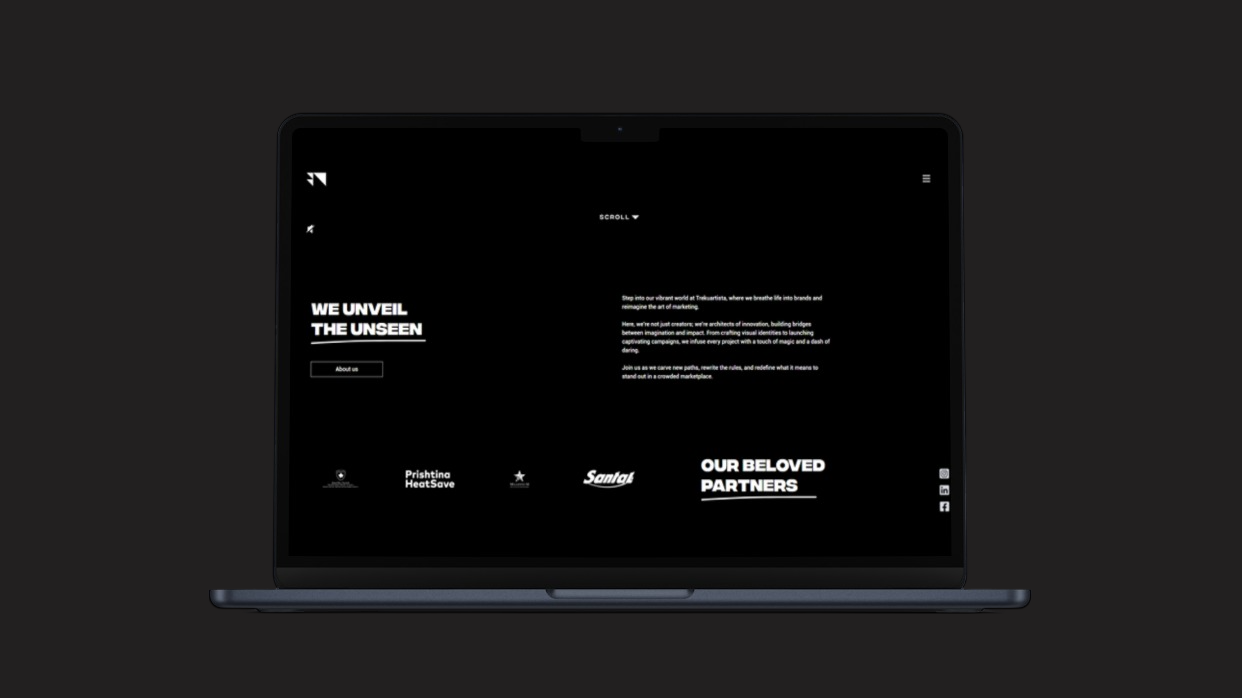 SCROLL
WE UNVEIL
THE UNSEEN
About us
Step into our vibrant world at Trekuartista, where we breathe life into brands and
reimagine the art of marketing.
Here, we're not just creators; we're architects of innovation, building bridges
between imagination and impact. From crafting visual identities to launching
captivating campaigns, we infuse every project with a touch of magic and a dash of
daring.
Join us as we carve new paths, rewrite the rules, and redefine what it means to
stand out in a crowded marketplace.
Prishtina
HeatSave
Santal
OUR BELOVED
PARTNERS